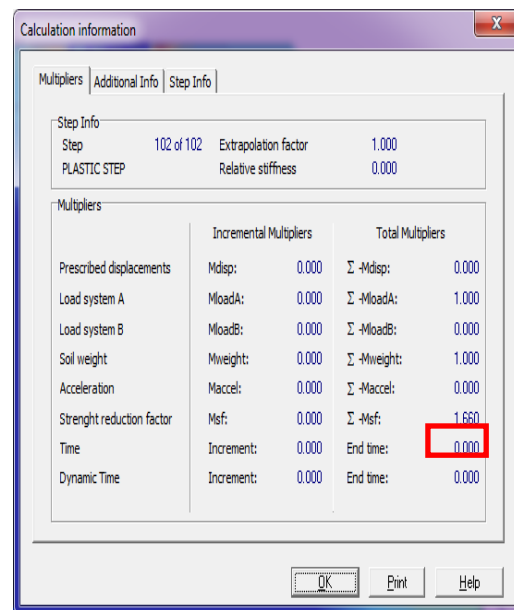 Calculation information
X
Multipliers Additional Info Step Info
Step Info
Step 102 of 102 Extrapolation factor 1.000
PLASTIC STEP Relative stiffness 0.000
Multipliers
Incremental Multipliers Total Multipliers
Prescribed displacements Mdisp: 0.000 Σ -Mdisp: 0.000
Load system A MloadA: 0.000 Σ -MloadA: 1.000
Load system B MloadB: 0.000 Σ -MloadB: 0.000
Soil weight Mweight: 0.000 Σ -Mweight: 1.000
Acceleration Maccel: 0.000 Σ -Maccel: 0.000
Strenght reduction factor Msf: 0.000 Σ -Msf: 1.660
Time Increment: 0.000 End time: 0.000
Dynamic Time Increment: 0.000 End time: 0.000
OK Print Help